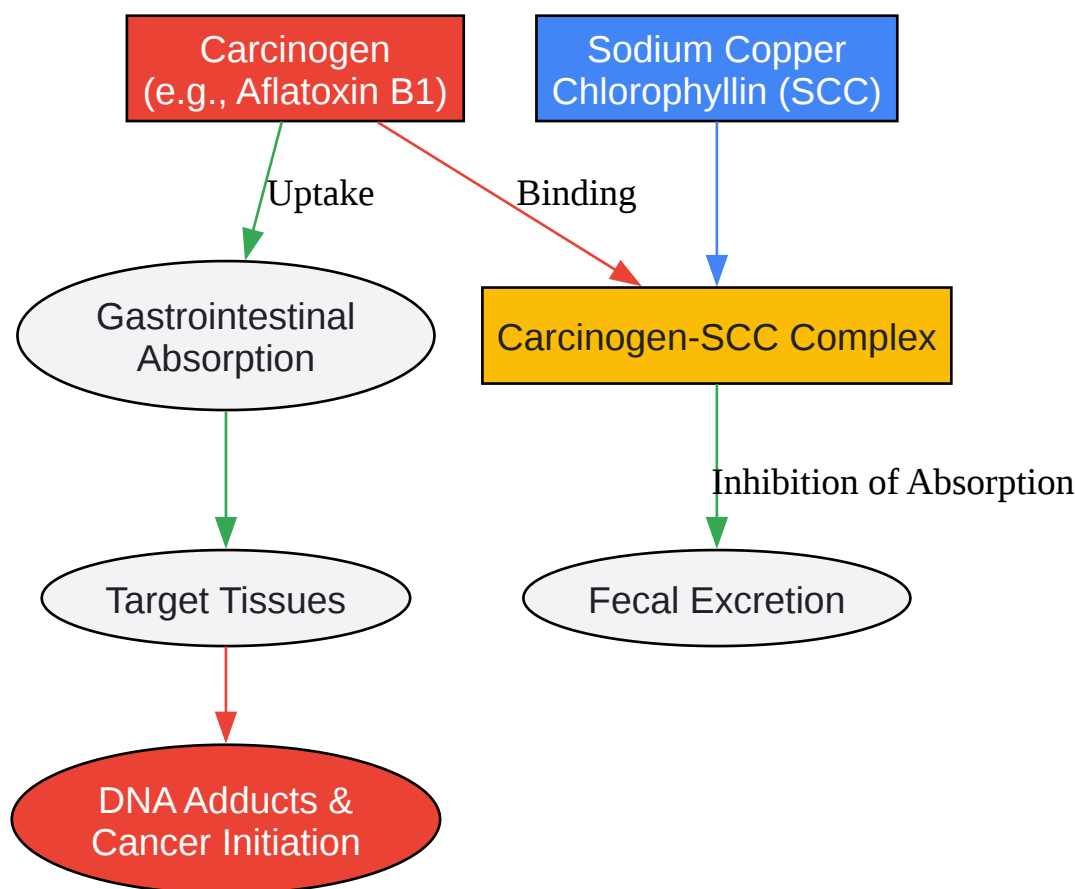 Carcinogen
(e.g., Aflatoxin B1)
Sodium Copper
Chlorophyllin (SCC)
Uptake
Binding
Gastrointestinal
Absorption
Carcinogen-SCC Complex
Inhibition of Absorption
Target Tissues
Fecal Excretion
DNA Adducts &
Cancer Initiation